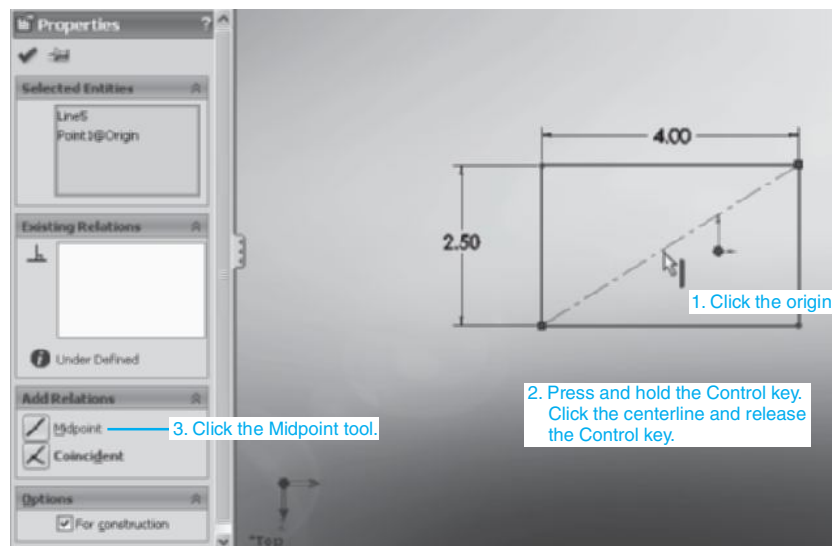 Properties ?
Selected Entities
Line5
Point1@Origin
Existing Relations
Under Defined
Add Relations
Midpoint
Coincident
Options
For construction
4.00
2.50
1. Click the origin
2. Press and hold the Control key.
Click the centerline and release
the Control key.
3. Click the Midpoint tool.
*Top